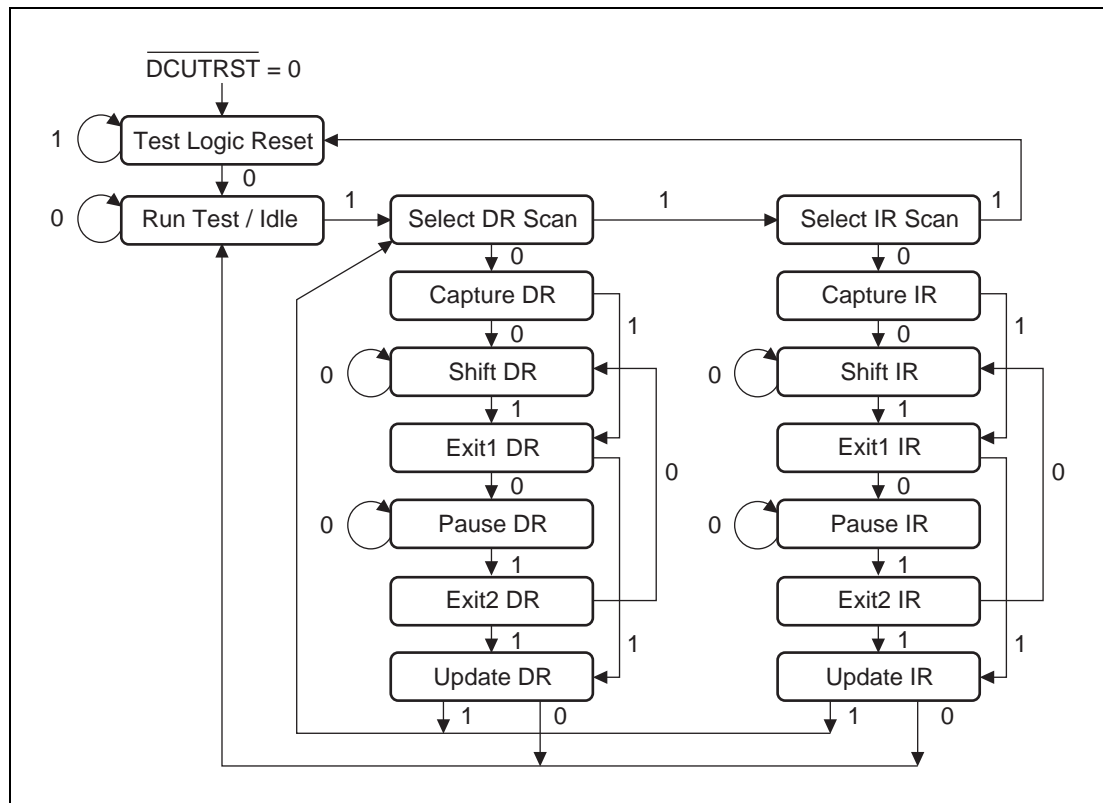 DCUTRST = 0
1
Test Logic Reset
0
0
Run Test / Idle
1
Select DR Scan
1
Select IR Scan
1
0
0
Capture DR
1
Capture IR
1
0
0
0
Shift DR
0
Shift IR
1
1
Exit1 DR
0
Exit1 IR
0
0
0
0
Pause DR
0
Pause IR
1
1
Exit2 DR
Exit2 IR
1
1
1
1
Update DR
Update IR
1
0
1
0